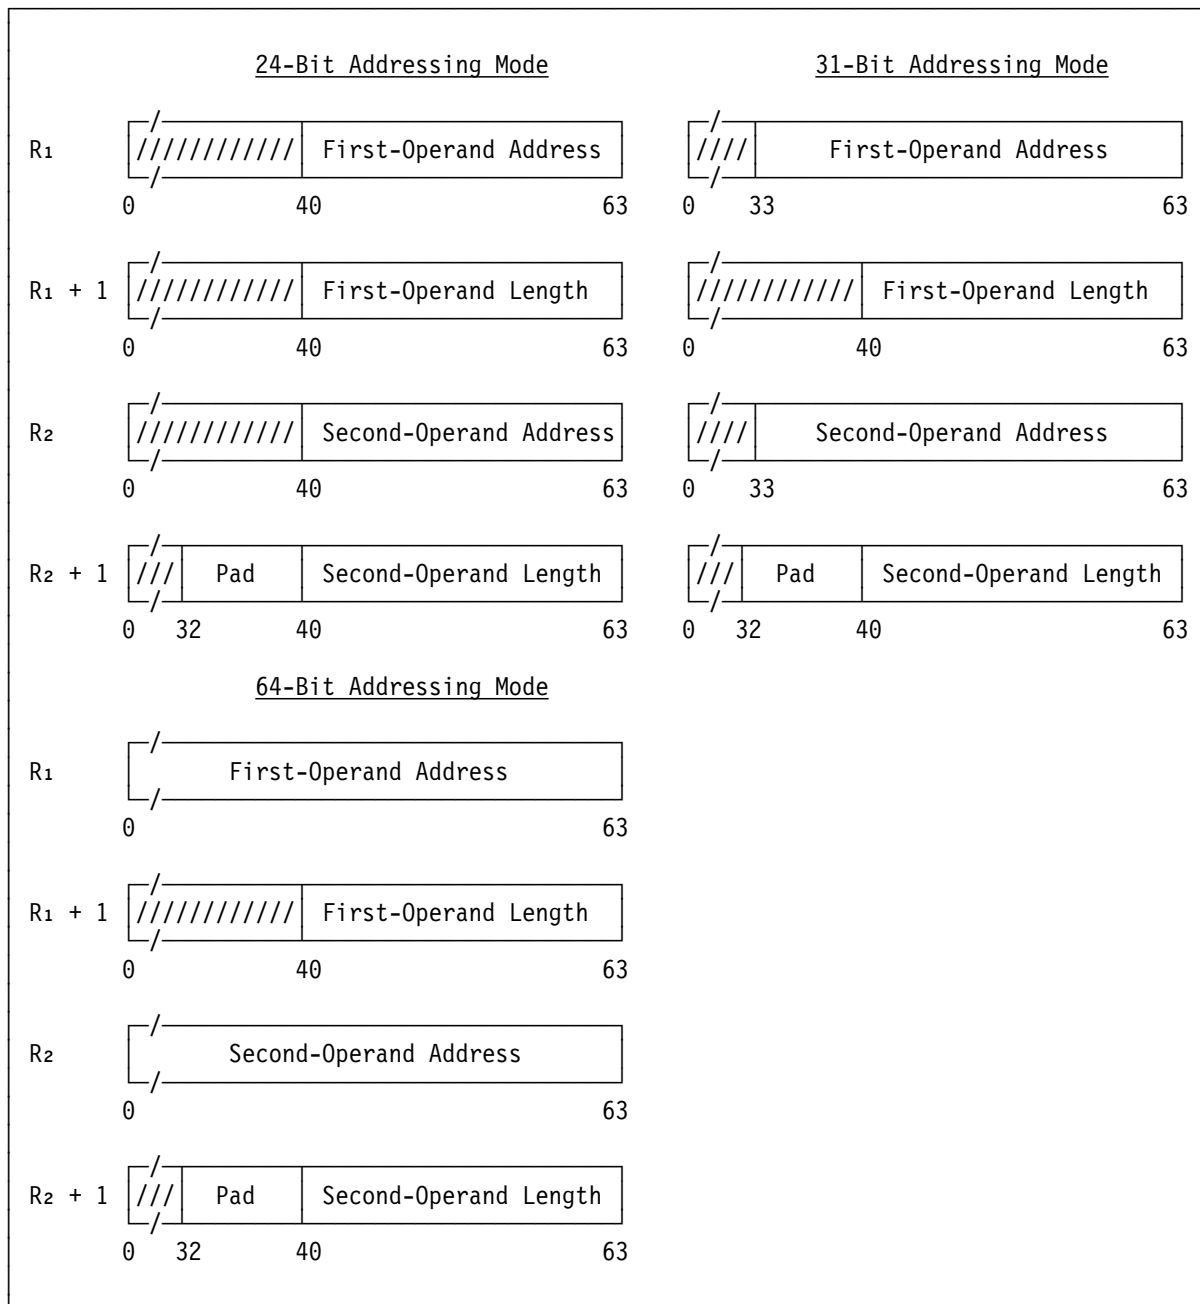 24-Bit Addressing Mode 31-Bit Addressing Mode
R1 //////////// First-Operand Address //// First-Operand Address
0 40 63 0 33 63
R1 + 1 //////////// First-Operand Length //////////// First-Operand Length
0 40 63 0 40 63
R2 //////////// Second-Operand Address //// Second-Operand Address
0 40 63 0 33 63
R2 + 1 /// Pad Second-Operand Length /// Pad Second-Operand Length
0 32 40 63 0 32 40 63
64-Bit Addressing Mode
R1 First-Operand Address
0 63
R1 + 1 //////////// First-Operand Length
0 40 63
R2 Second-Operand Address
0 63
R2 + 1 /// Pad Second-Operand Length
0 32 40 63